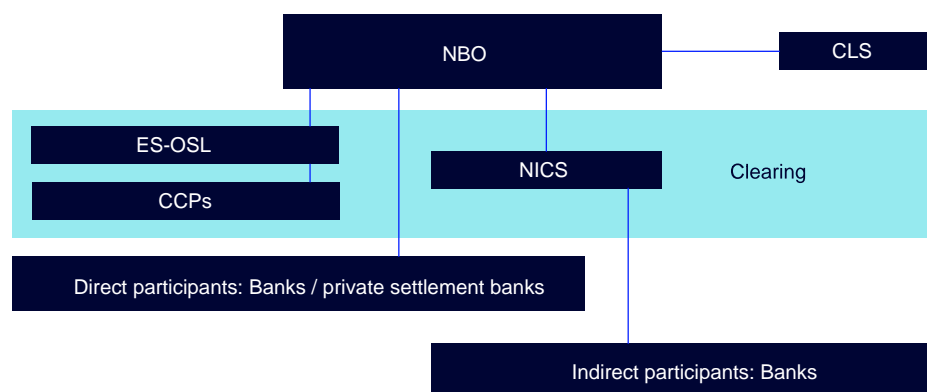 NBO
CLS
ES-OSL
NICS
Clearing
CCPs
Direct participants: Banks / private settlement banks
Indirect participants: Banks